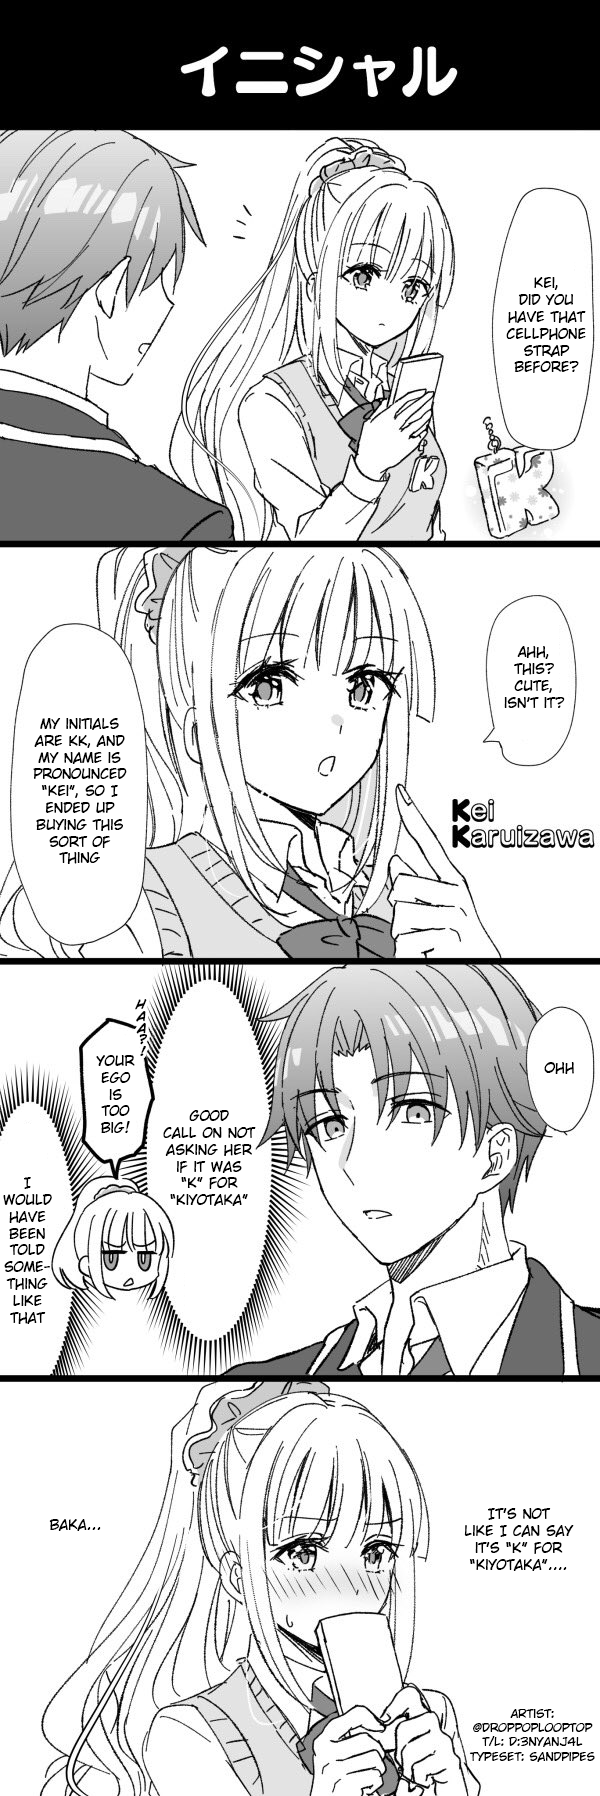 イニシャル
KEI,
DID YOU
HAVE THAT
CELLPHONE
STRAP
BEFORE?
K
K
AHH,
THIS?
CUTE,
ISN'T IT?
MY INITIALS
ARE KK, AND
MY NAME IS
PRONOUNCED
"KEI", SO I
ENDED UP
BUYING THIS
SORT OF
THING
Kei
Karuizawa
OHH
GOOD
CALL ON NOT
ASKING HER
IF IT WAS
"K" FOR
"KIYOTAKA"
HAA?!
YOUR
EGO
IS
TOO
BIG!
I
WOULD
HAVE
BEEN
TOLD
SOME-
THING
LIKE
THAT
IT'S NOT
LIKE I CAN SAY
IT'S "K" FOR
"KIYOTAKA"....
BAKA...
ARTIST:
@DROPPOPLOOPTOP
T/L: D:3NYANJ4L
TYPESET: SANDPIPES